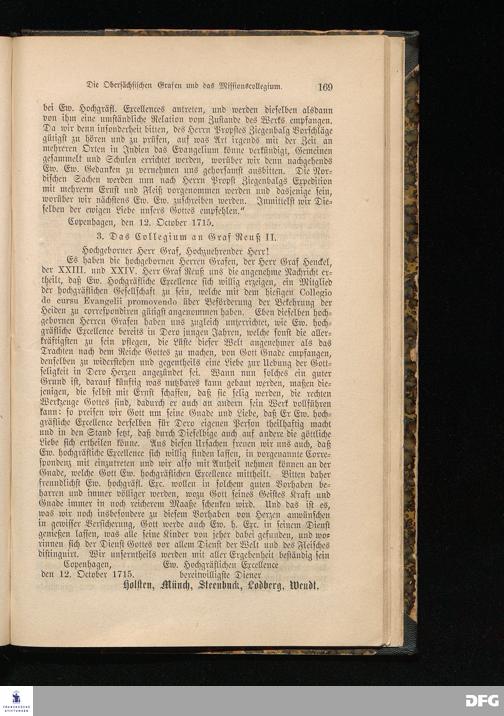 Die Obersächsischen Grafen und das Missionscollegium. 169
bei Ew. Hochgräfl. Excellences antreten, und werden dieselben alsdann
von ihm eine umständliche Relation vom Zustande des Werks empfangen.
Da wir denn insonderheit bitten, des Herrn Propstes Ziegenbalg Vorschläge
gütigst zu hören und zu prüfen, auf was Art irgends mit der Zeit an
mehreren Orten in Indien das Evangelium könne verkündigt, Gemeinen
gesammelt und Schulen errichtet werden, worüber wir denn nachgehends
Ew. Ew. Gedanken zu vernehmen uns gehorsamst ausbitten. Die Nor-
dischen Sachen werden nun nach Herrn Propst Ziegenbalgs Expedition
mit mehrerm Ernst und Fleiß vorgenommen werden und dasjenige sein,
worüber wir nächstens Ew. Ew. zuschreiben werden. Inmittelst wir Die-
selben der ewigen Liebe unsers Gottes empfehlen.“
Copenhagen, den 12. October 1715.
3. Das Collegium an Graf Reuß II.
Hochgeborner Herr Graf, Hochzuehrender Herr!
Es haben die hochgebornen Herren Grafen, der Herr Graf Henckel,
der XXIII. und XXIV. Herr Graf Reuß uns die angenehme Nachricht er-
theilt, daß Ew. Hochgräfliche Excellence sich willig erzeigen, ein Mitglied
der hochgräflichen Gesellschaft zu sein, welche mit dem hiesigen Collegio
de cursu Evangelii promovendo über Beförderung der Bekehrung der
Heiden zu correspondiren gütigst angenommen haben. Eben dieselben hoch-
gebornen Herren Grafen haben uns zugleich unterrichtet, wie Ew. hoch-
gräfliche Excellence bereits in Dero jungen Jahren, welche sonst die aller-
kräftigsten zu sein pflegen, die Lüste dieser Welt angenehmer als das
Trachten nach dem Reiche Gottes zu machen, von Gott Gnade empfangen,
denselben zu widerstehen und gegentheils eine Liebe zur Uebung der Gott-
seligkeit in Dero Herzen angezündet sei. Wann nun solches ein guter
Grund ist, darauf künftig was nutzbares kann gebaut werden, maßen die-
jenigen, die selbst mit Ernst schaffen, daß sie selig werden, die rechten
Werkzeuge Gottes sind, dadurch er auch an andern sein Werk vollführen
kann: so preisen wir Gott um seine Gnade und Liebe, daß Er Ew. hoch-
gräfliche Excellence derselben für Dero eigenen Person theilhaftig macht
und in den Stand setzt, daß durch Dieselbige auch auf andere die göttliche
Liebe sich ertheilen könne. Aus diesen Ursachen freuen wir uns auch, daß
Ew. hochgräfliche Excellence sich willig finden lassen, in vorgenannte Corre-
spondenz mit einzutreten und wir also mit Antheil nehmen können an der
Gnade, welche Gott Ew. hochgräflichen Excellence mittheilt. Bitten daher
freundlichst Ew. hochgräfl. Exc. wollen in solchem guten Vorhaben be-
harren und immer völliger werden, wozu Gott seines Geistes Kraft und
Gnade immer in noch reicherem Maaße schenken wird. Und das ist es,
was wir noch insbesondere zu diesem Vorhaben von Herzen anwünschen
in gewisser Versicherung, Gott werde auch Ew. h. Exc. in seinem Dienst
genießen lassen, was alle seine Kinder von jeher dabei gefunden, und wo-
rinnen sich der Dienst Gottes vor allem Dienst der Welt und des Fleisches
distinguirt. Wir unserntheils werden mit aller Ergebenheit beständig sein
Copenhagen, Ew. Hochgräflichen Excellence
den 12. October 1715. bereitwilligste Diener
Holsten, Münch, Steenbuck, Lodberg, Wendt.
FRANCKESCHE
STIFTUNGEN
DFG